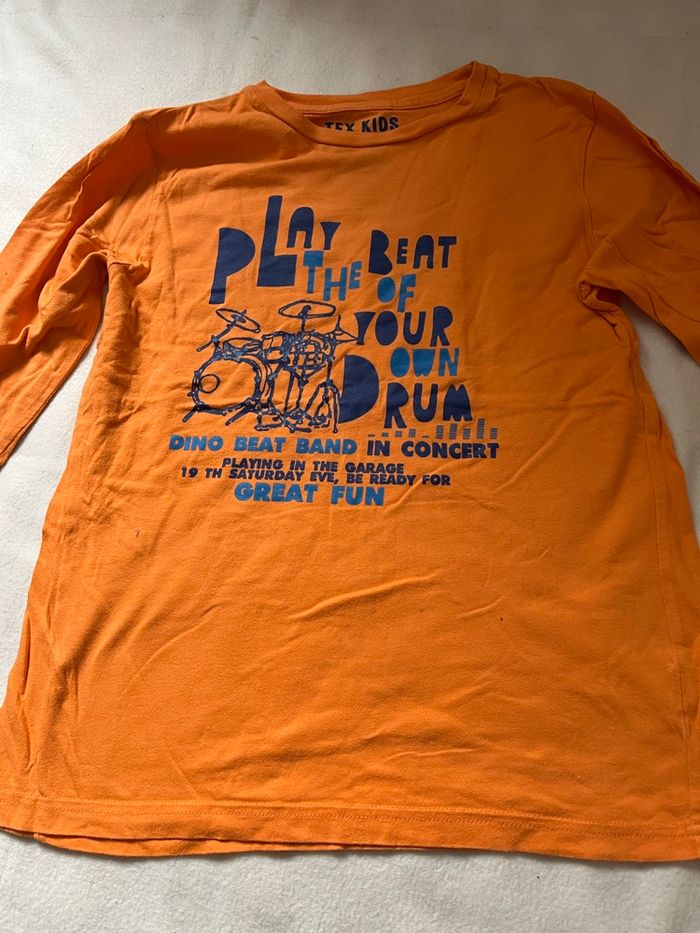 TEX KIDS
PLAY BEAT
THE OF
YOUR
OWN
DRUM
DINO BEAT BAND IN CONCERT
PLAYING IN THE GARAGE
19 TH SATURDAY EVE, BE READY FOR
GREAT FUN